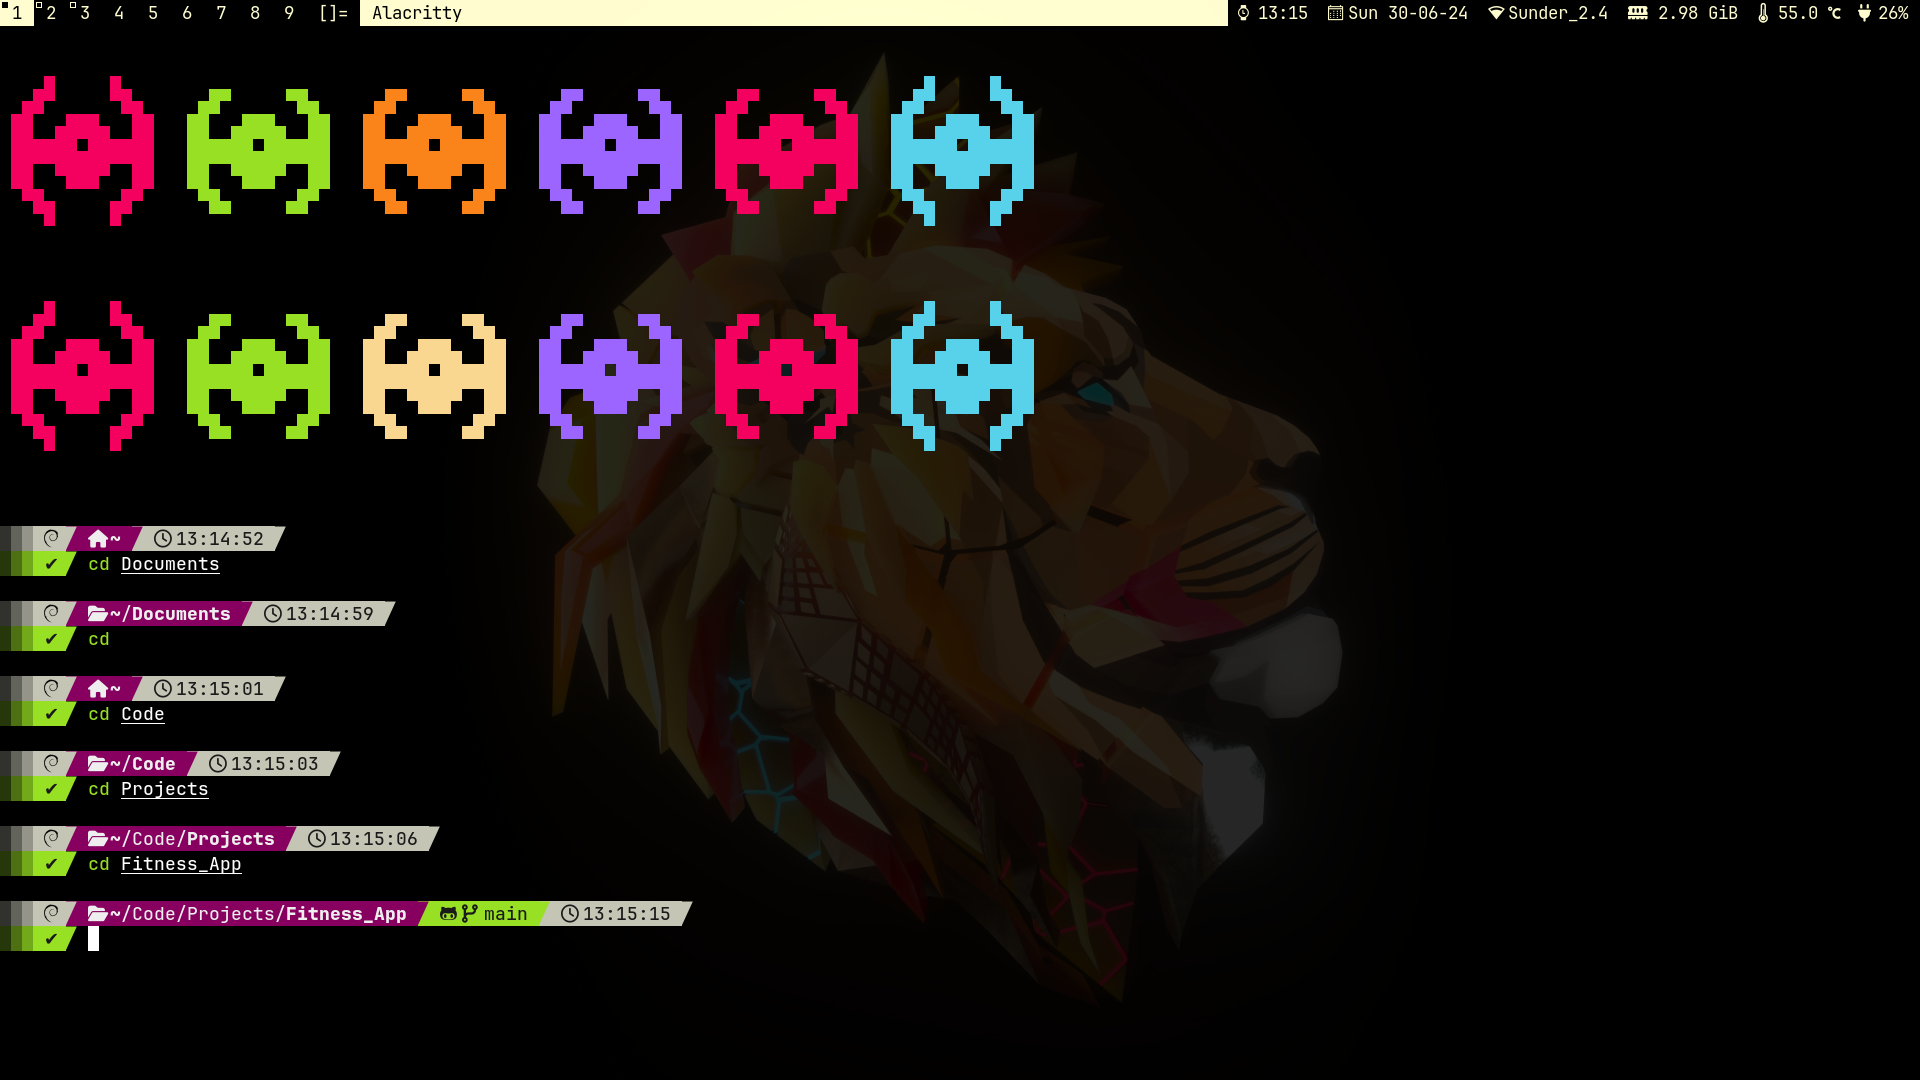 1 2 3 4 5 6 7 8 9 []= Alacritty 13:15 Sun 30-06-24 Sunder_2.4 2.98 GiB 55.0 ℃ 26%
~ 13:14:52
✔ cd Documents
~/Documents 13:14:59
✔ cd
~ 13:15:01
✔ cd Code
~/Code 13:15:03
✔ cd Projects
~/Code/Projects 13:15:06
✔ cd Fitness_App
~/Code/Projects/Fitness_App main 13:15:15
✔